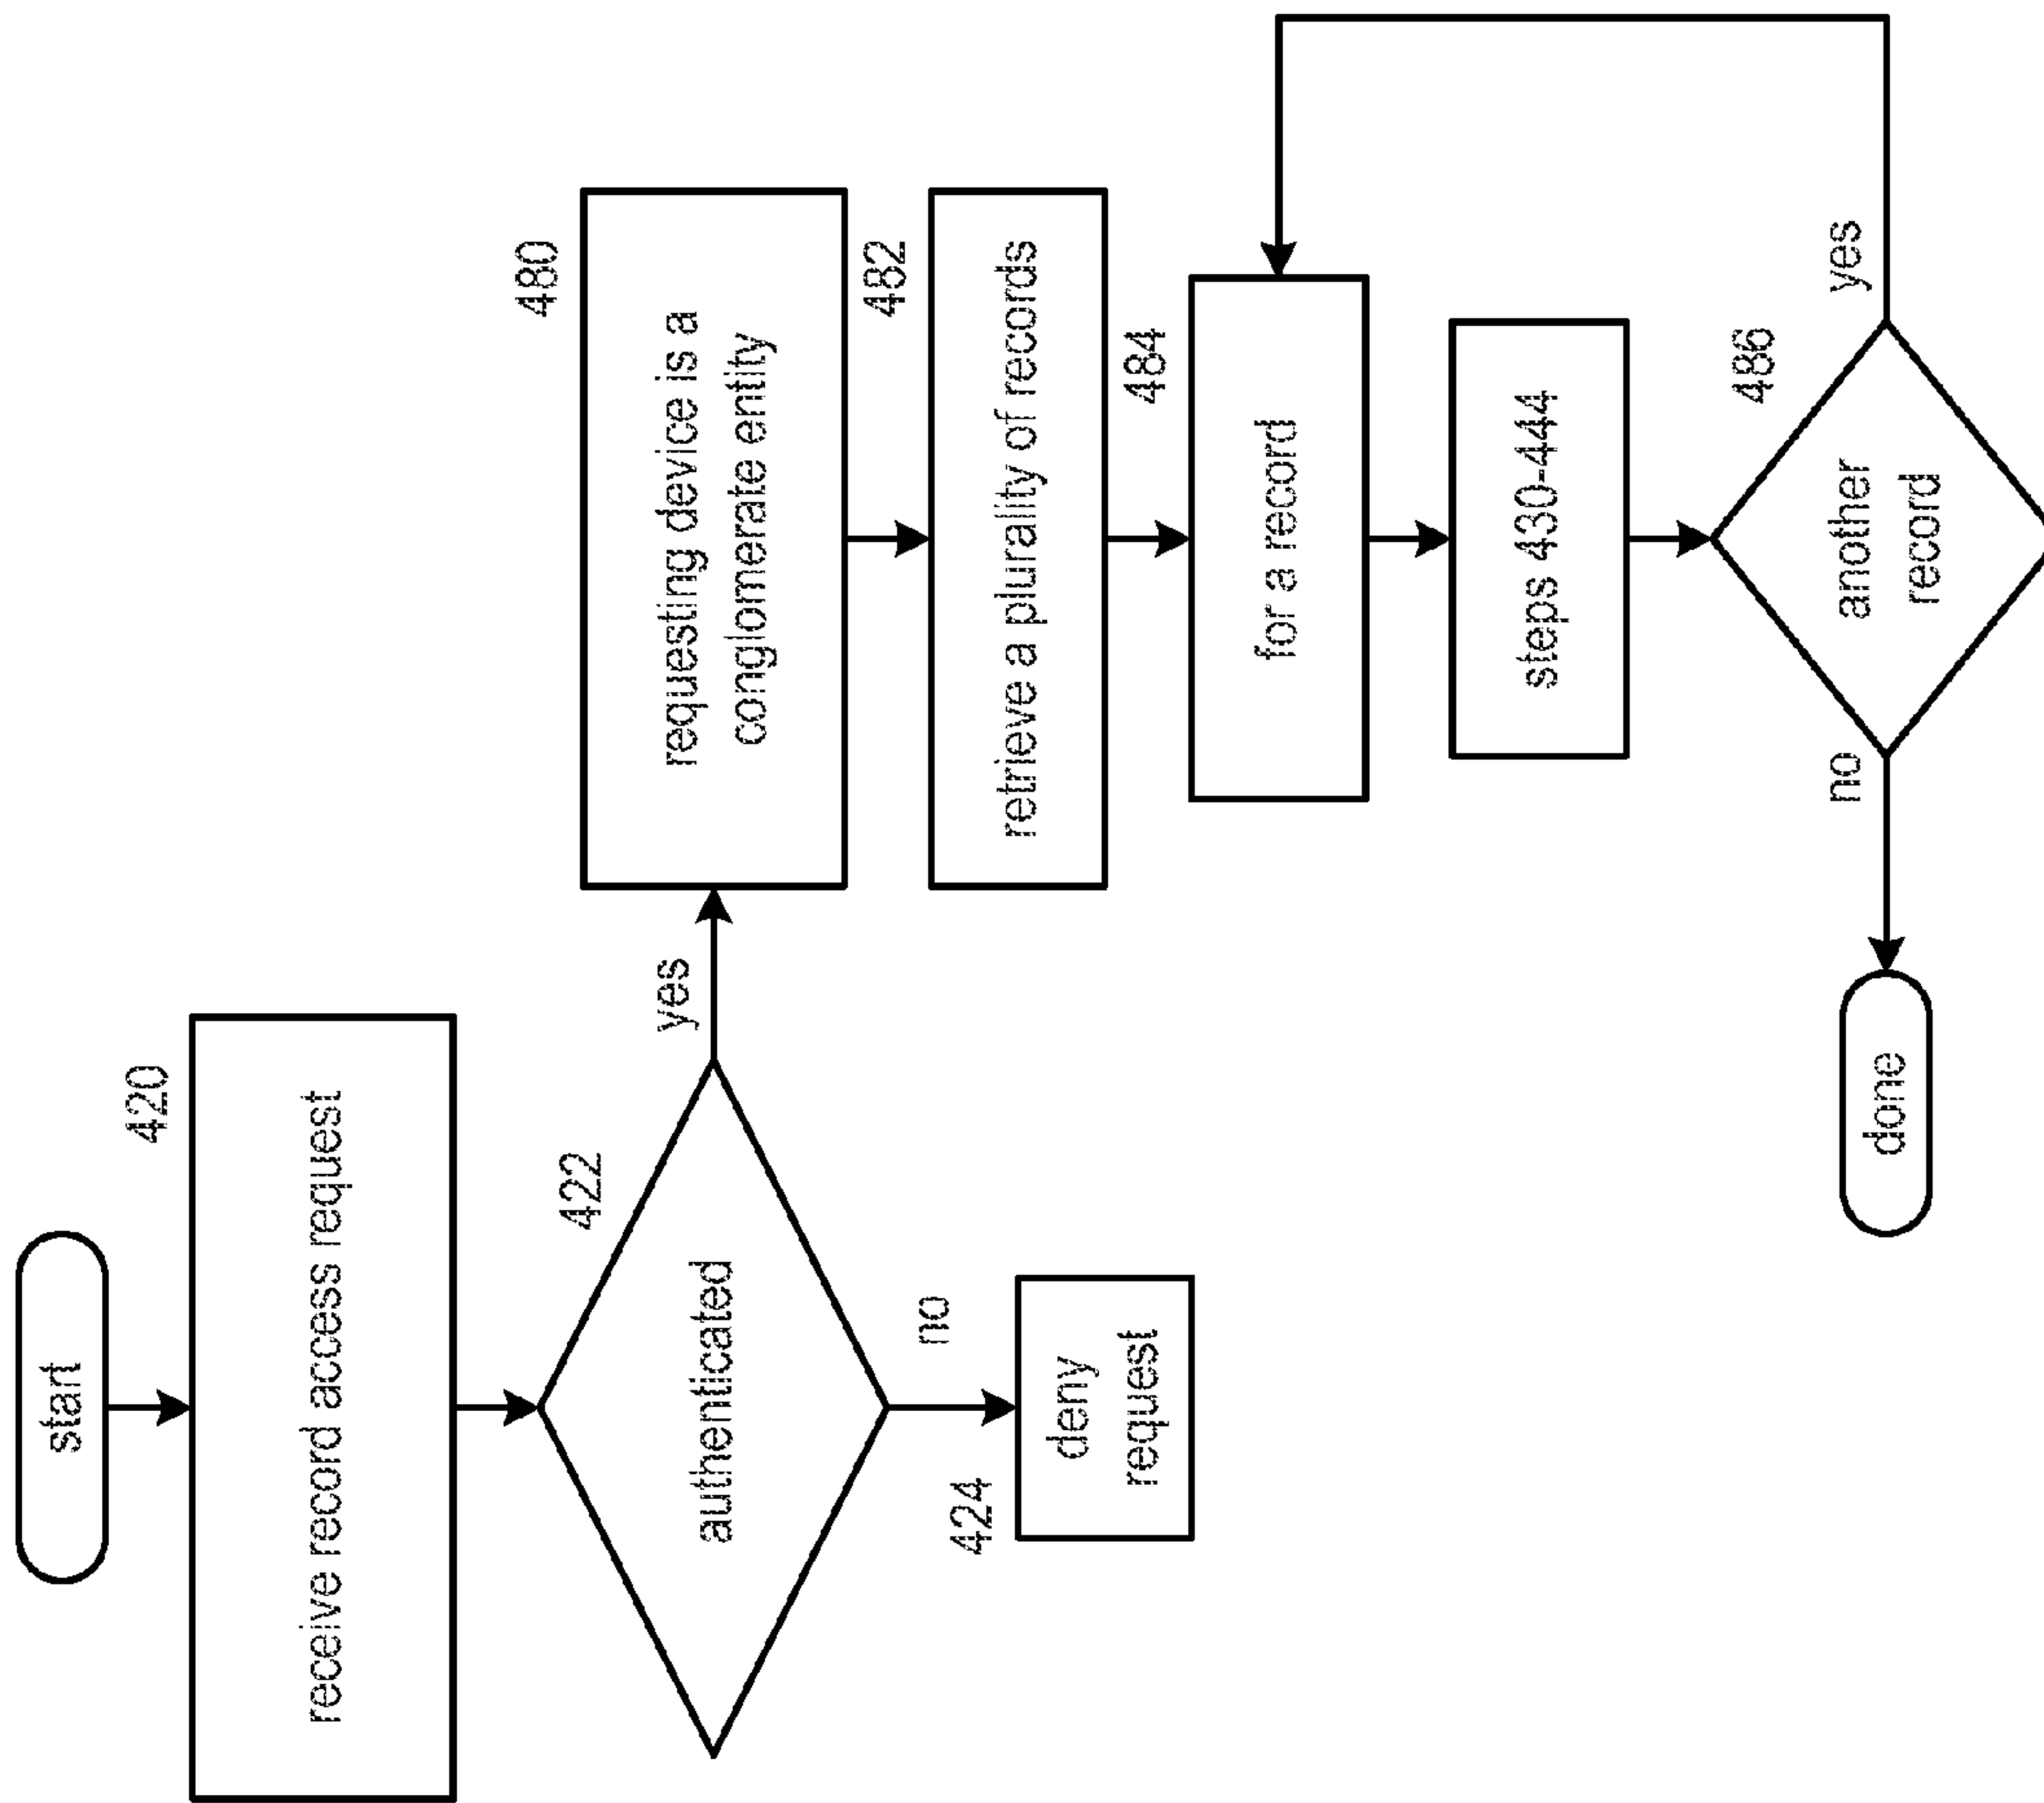 start
420
receive record access request
422
authenticated
yes
no
424
deny
request
480
requesting device is a
conglomerate entity
482
retrieve a plurality of records
484
for a record
steps 430-444
486
another
record
yes
no
done